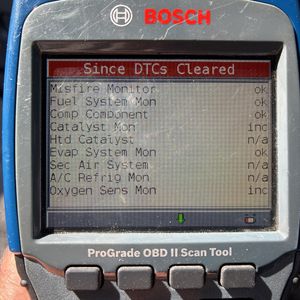 BOSCH
Since DTCs Cleared
Misfire Monitor ok
Fuel System Mon ok
Comp Component ok
Catalyst Mon inc
Htd Catalyst n/a
Evap System Mon ok
Sec Air System n/a
A/C Refrig Mon n/a
Oxygen Sens Mon inc
ProGrade OBD II Scan Tool